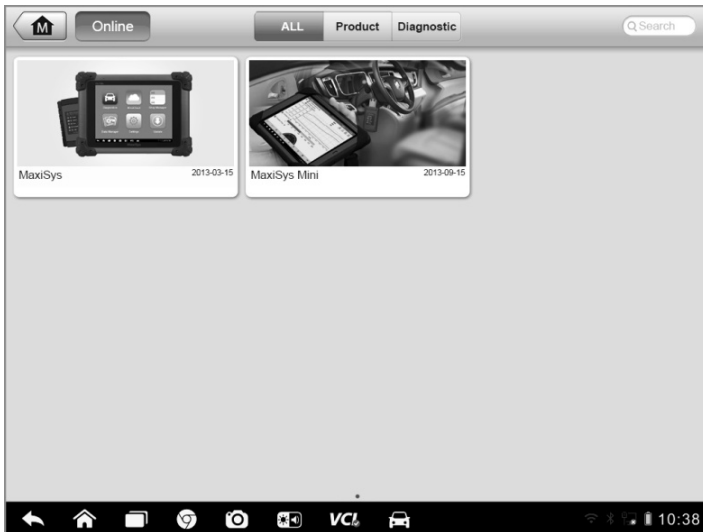 M Online ALL Product Diagnostic Search
MaxiSys 2013-03-15 MaxiSys Mini 2013-09-15
VCI 10:38